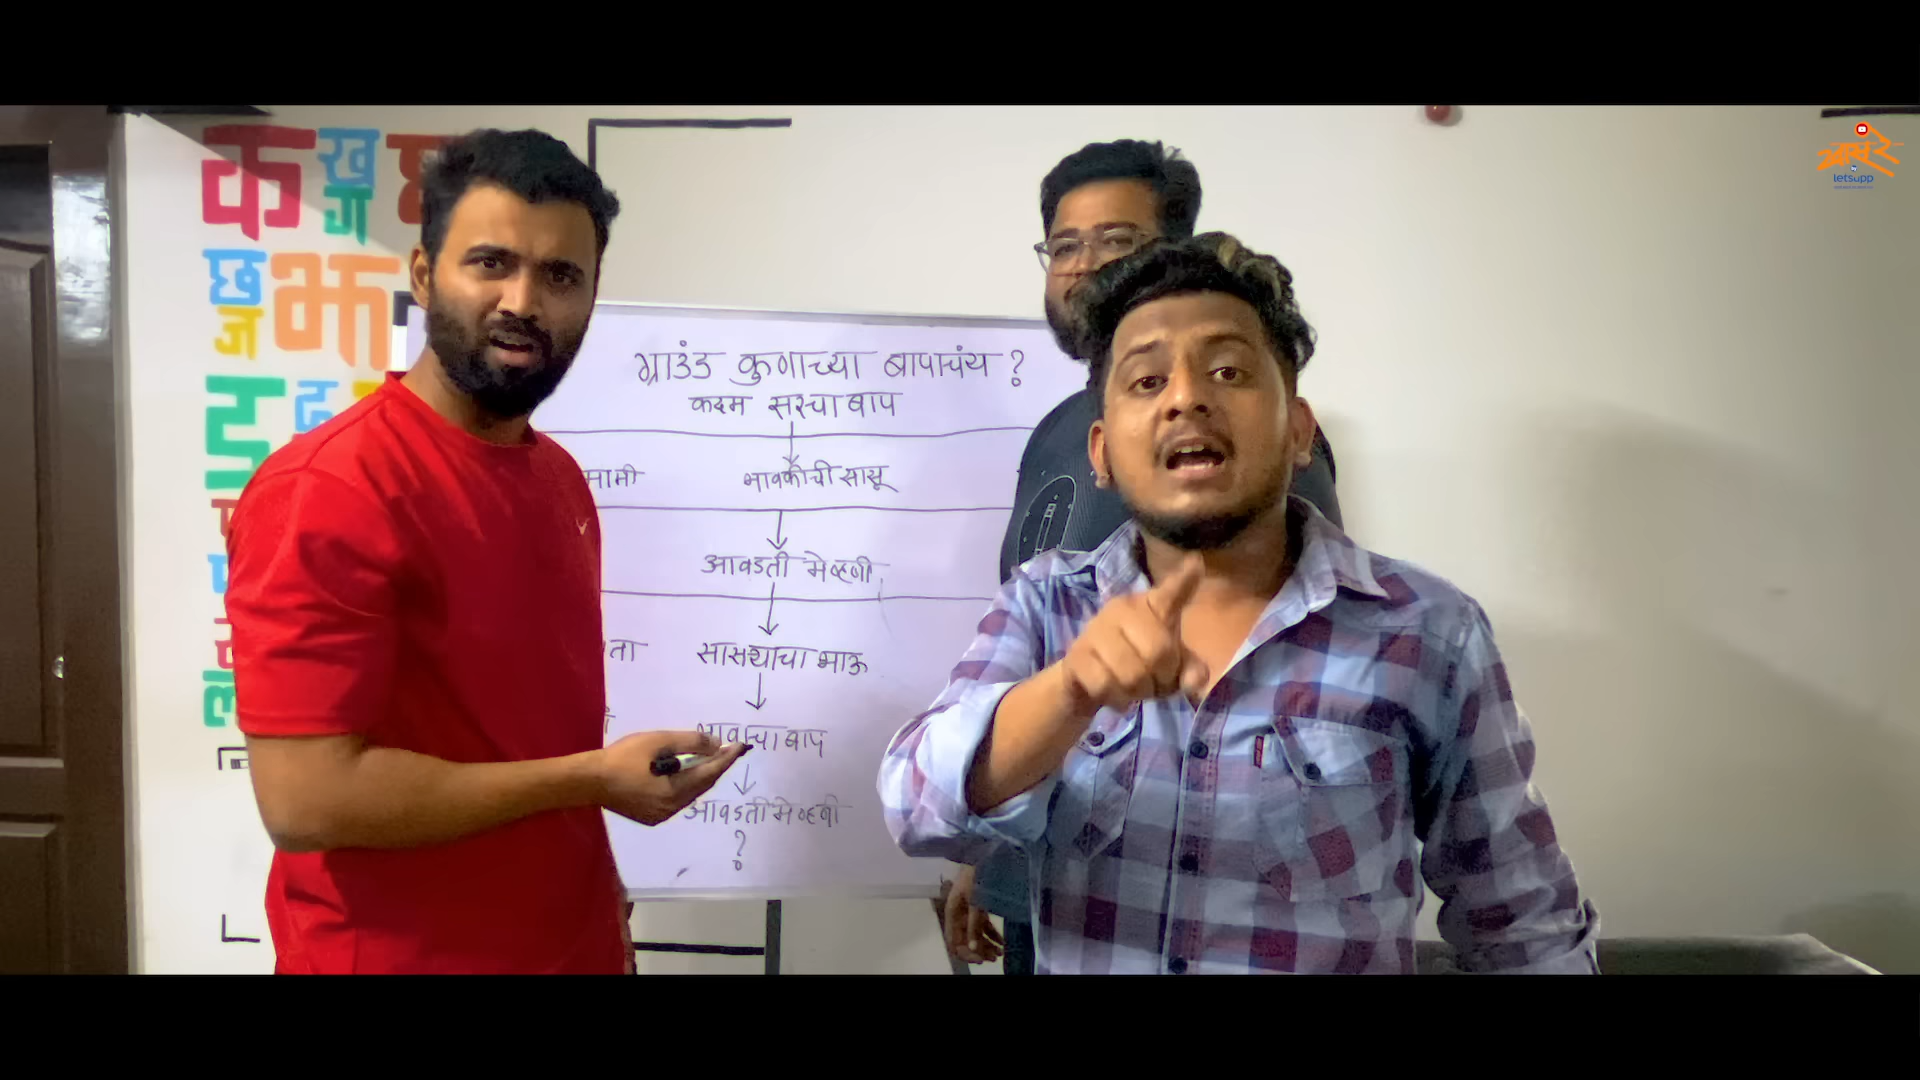 क ख
ग
छ झ
ज
letsupp
ग्राउंड कुणाच्या बापाचंय ?
कदम सरचा बाप
मामी भावकीची सासू
आवडती मेव्हणी
सासऱ्याचा भाऊ
भावाचा बाप
आवडती मेव्हणी
?